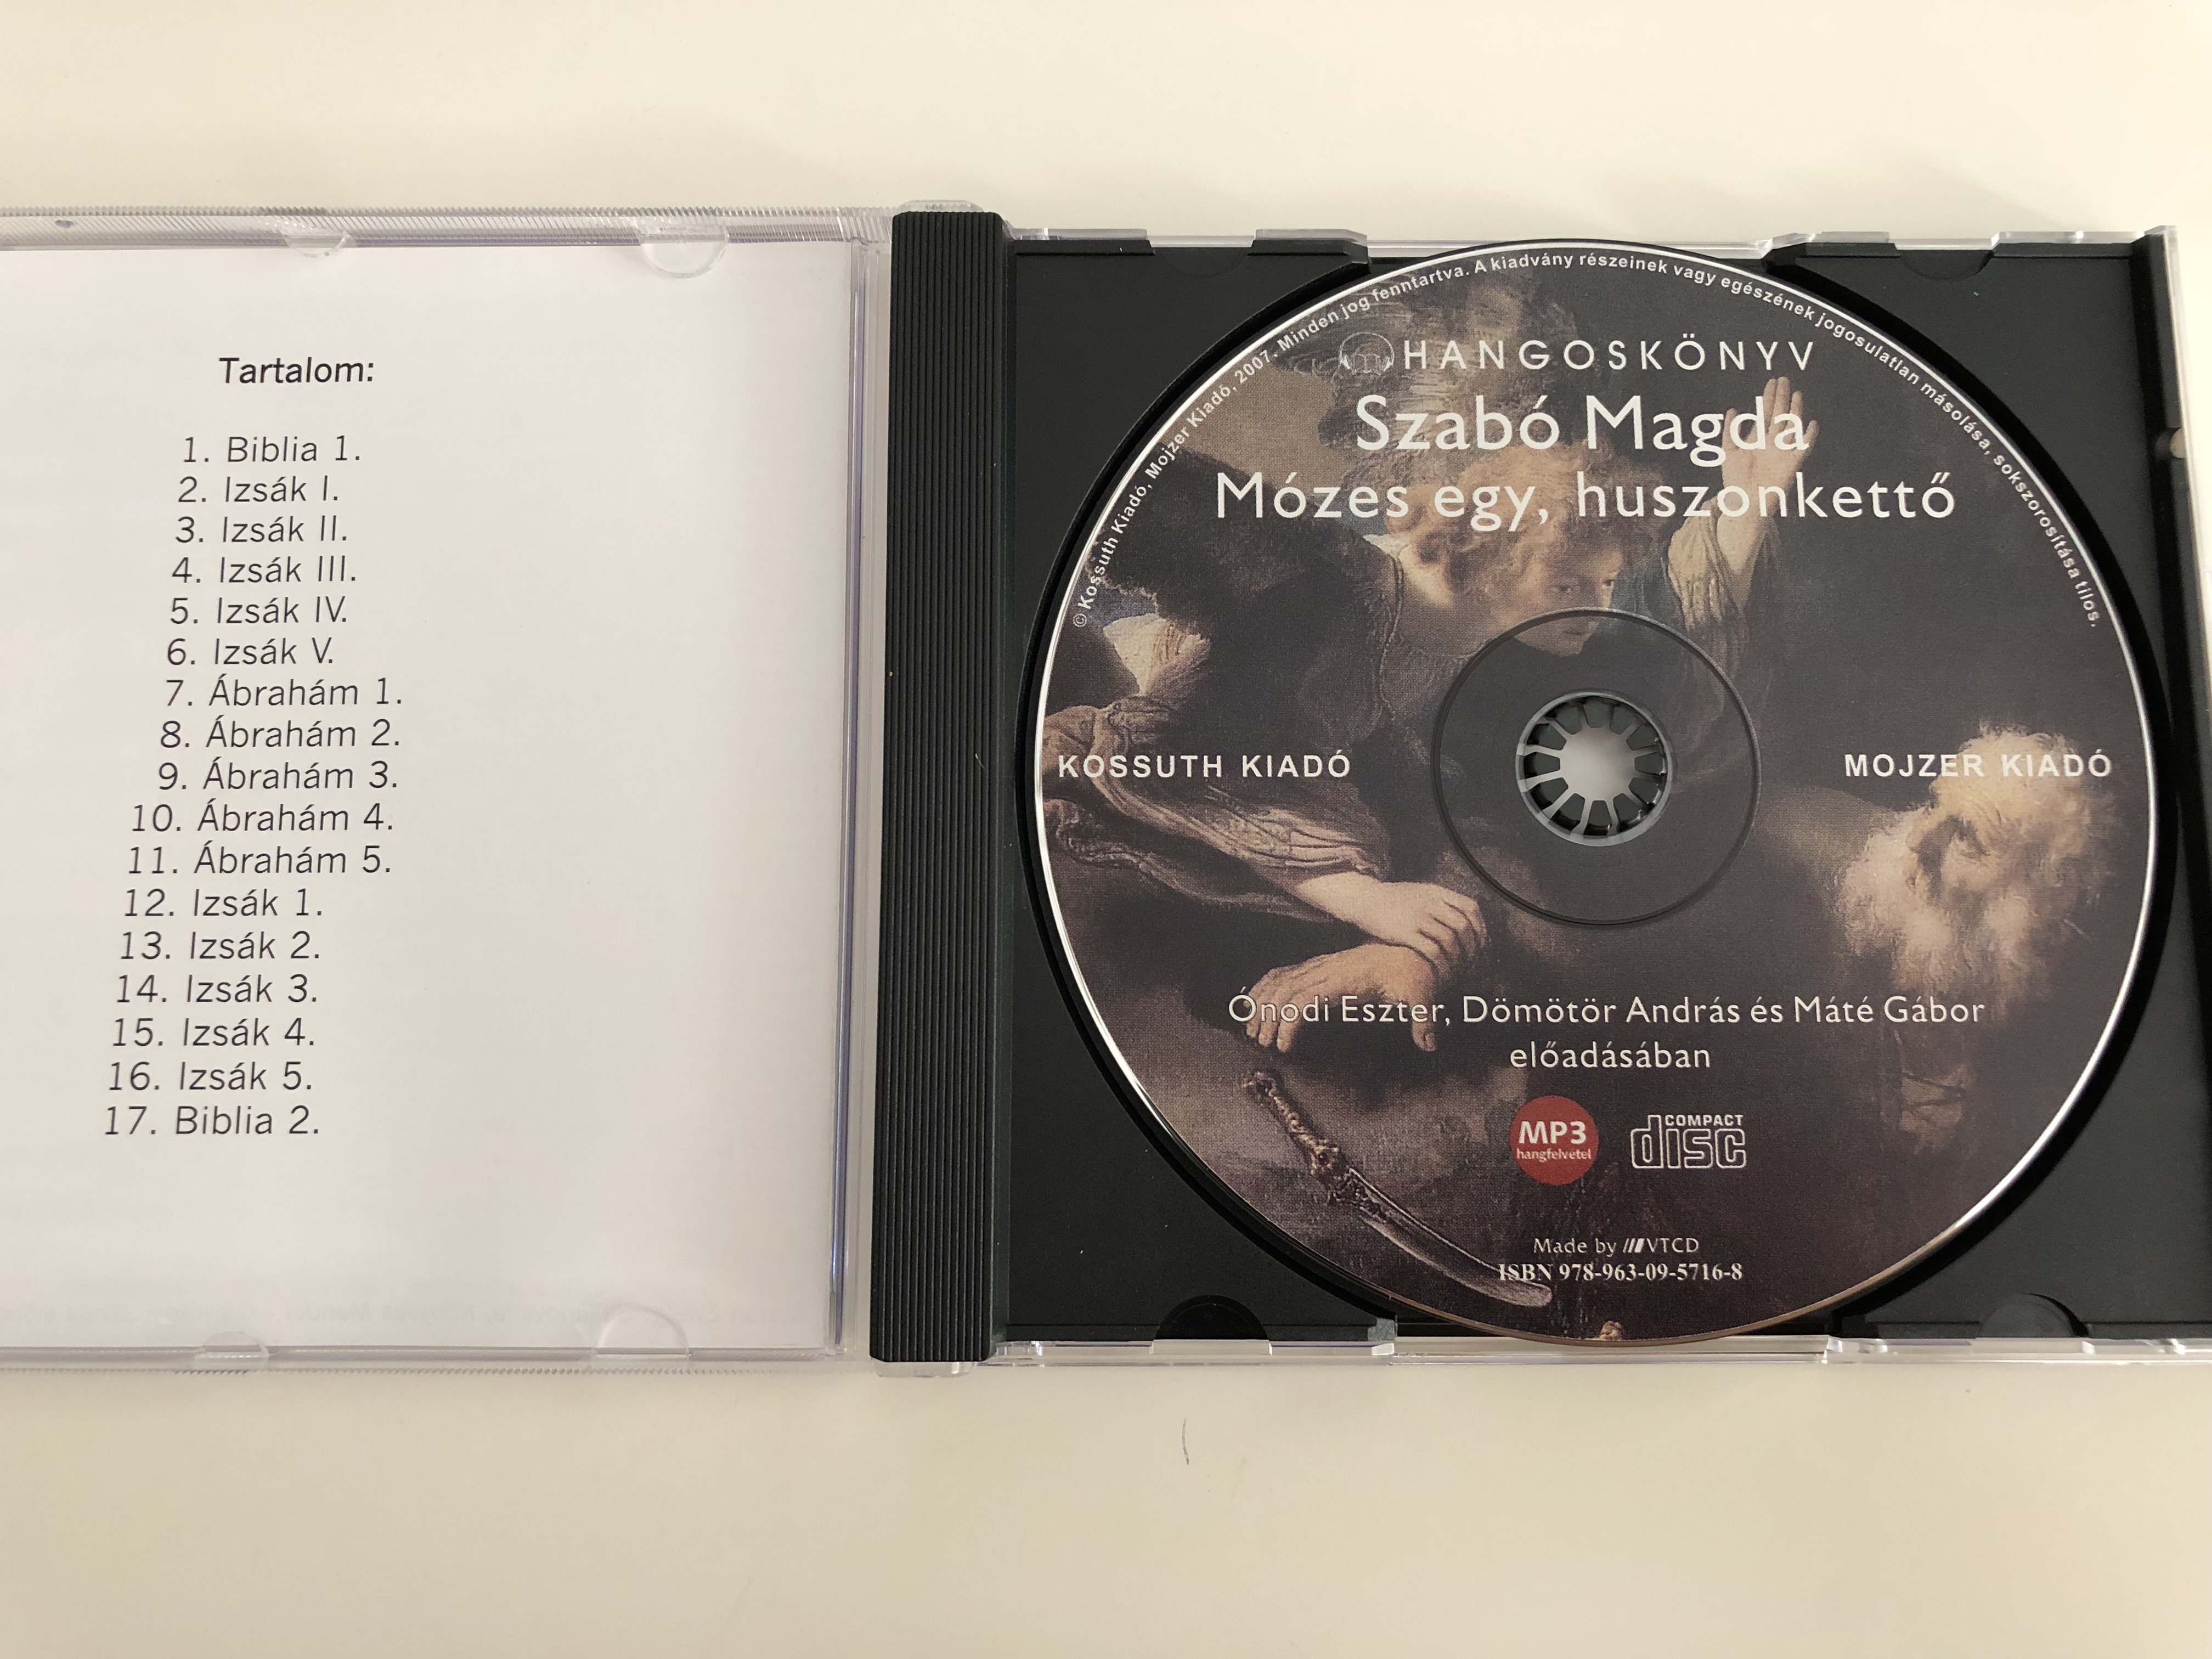 Tartalom:
1. Biblia 1.
2. Izsák I.
3. Izsák II.
4. Izsák III.
5. Izsák IV.
6. Izsák V.
7. Ábrahám 1.
8. Ábrahám 2.
9. Ábrahám 3.
10. Ábrahám 4.
11. Ábrahám 5.
12. Izsák 1.
13. Izsák 2.
14. Izsák 3.
15. Izsák 4.
16. Izsák 5.
17. Biblia 2.
© Kossuth Kiadó, Mojzer Kiadó, 2007. Minden jog fenntartva. A kiadvány részeinek vagy egészének jogosulatlan másolása, sokszorosítása tilos.
HANGOSKÖNYV
Szabó Magda
Mózes egy, huszonkettő
KOSSUTH KIADÓ
MOJZER KIADÓ
Ónodi Eszter, Dömötör András és Máté Gábor
előadásában
MP3
hangfelvétel
COMPACT
disc
Made by VTCD
ISBN 978-963-09-5716-8